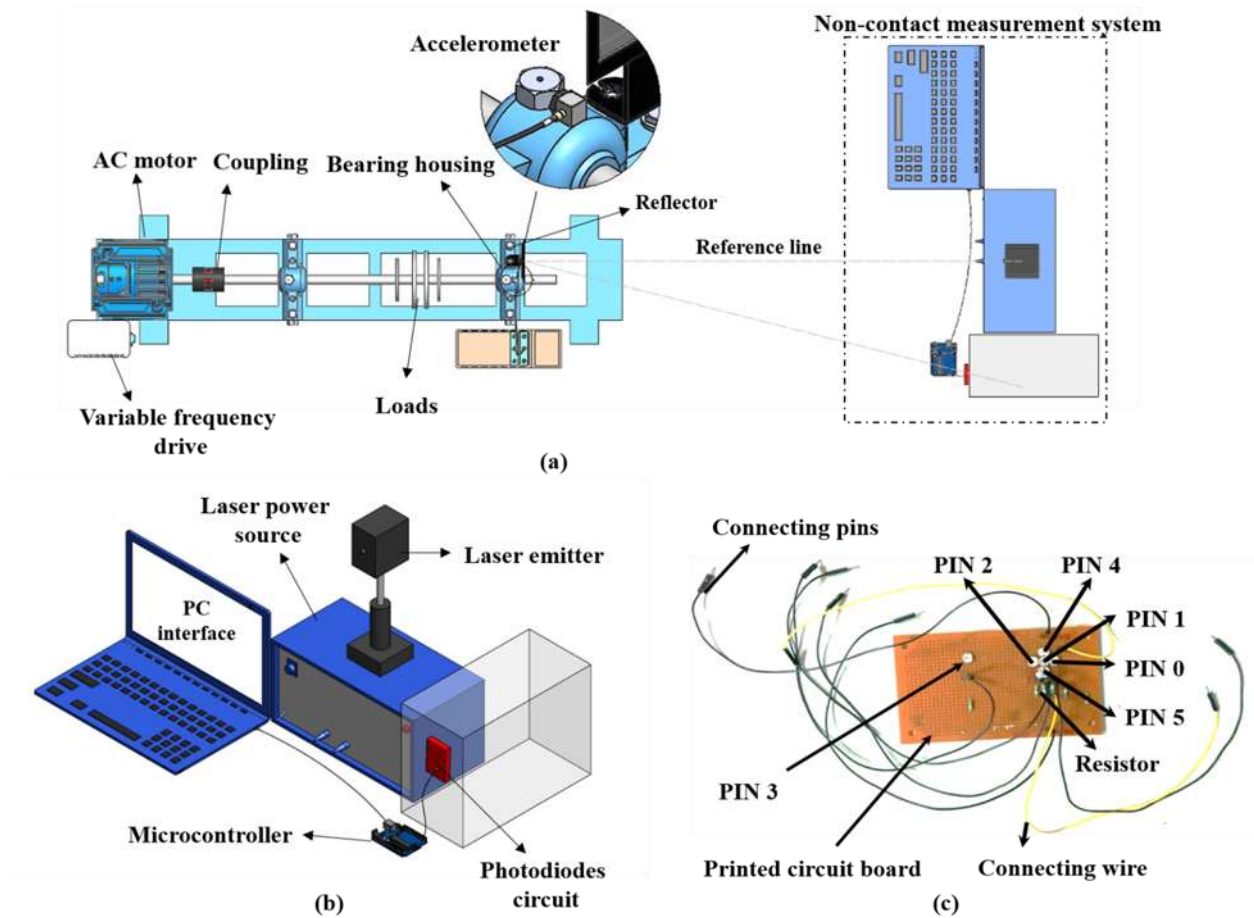 Non-contact measurement system
Accelerometer
AC motor
Coupling
Bearing housing
Reflector
Reference line
Loads
Variable frequency
drive
(a)
Laser power
source
Laser emitter
PC
interface
Microcontroller
Photodiodes
circuit
(b)
Connecting pins
PIN 2
PIN 4
PIN 1
PIN 0
PIN 5
Resistor
PIN 3
Printed circuit board
Connecting wire
(c)